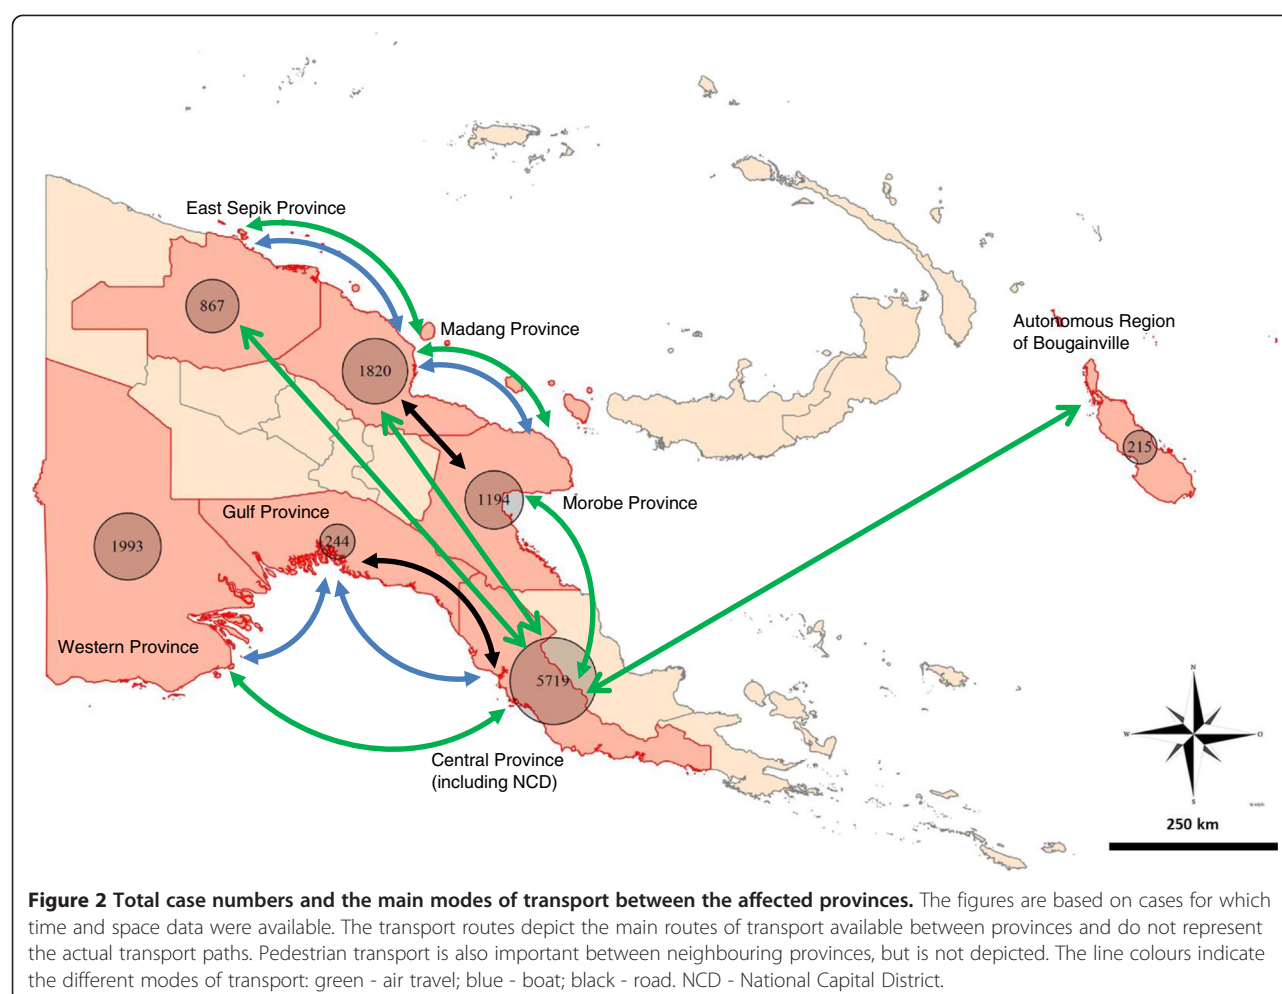 East Sepik Province
867
Madang Province
1820
Autonomous Region
of Bougainville
215
1194
Morobe Province
Gulf Province
244
1993
Western Province
5719
Central Province
(including NCD)
N
W
O
S
250 km
Figure 2 Total case numbers and the main modes of transport between the affected provinces. The figures are based on cases for which
time and space data were available. The transport routes depict the main routes of transport available between provinces and do not represent
the actual transport paths. Pedestrian transport is also important between neighbouring provinces, but is not depicted. The line colours indicate
the different modes of transport: green - air travel; blue - boat; black - road. NCD - National Capital District.